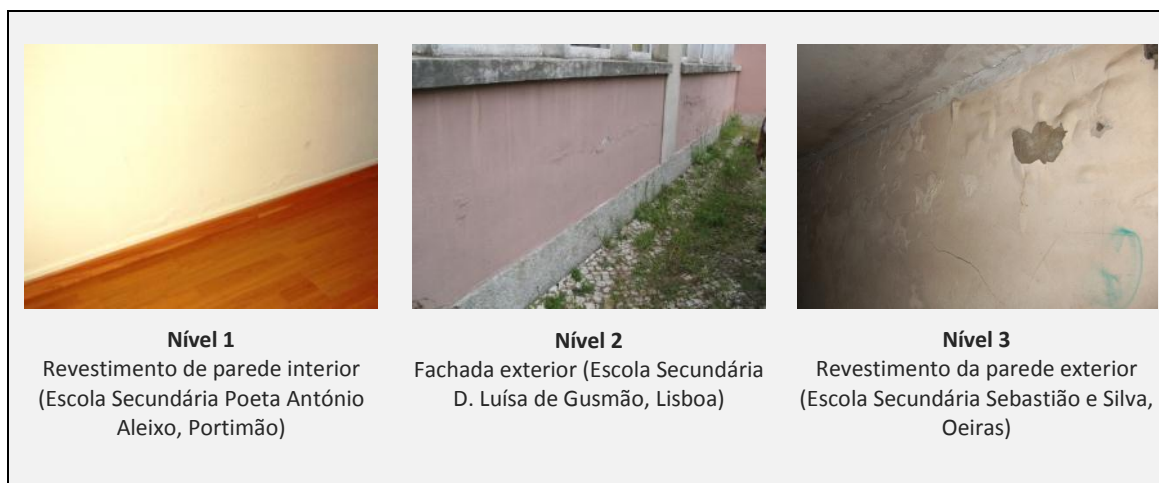 Nível 1
Revestimento de parede interior
(Escola Secundária Poeta António
Aleixo, Portimão)
Nível 2
Fachada exterior (Escola Secundária
D. Luísa de Gusmão, Lisboa)
Nível 3
Revestimento da parede exterior
(Escola Secundária Sebastião e Silva,
Oeiras)